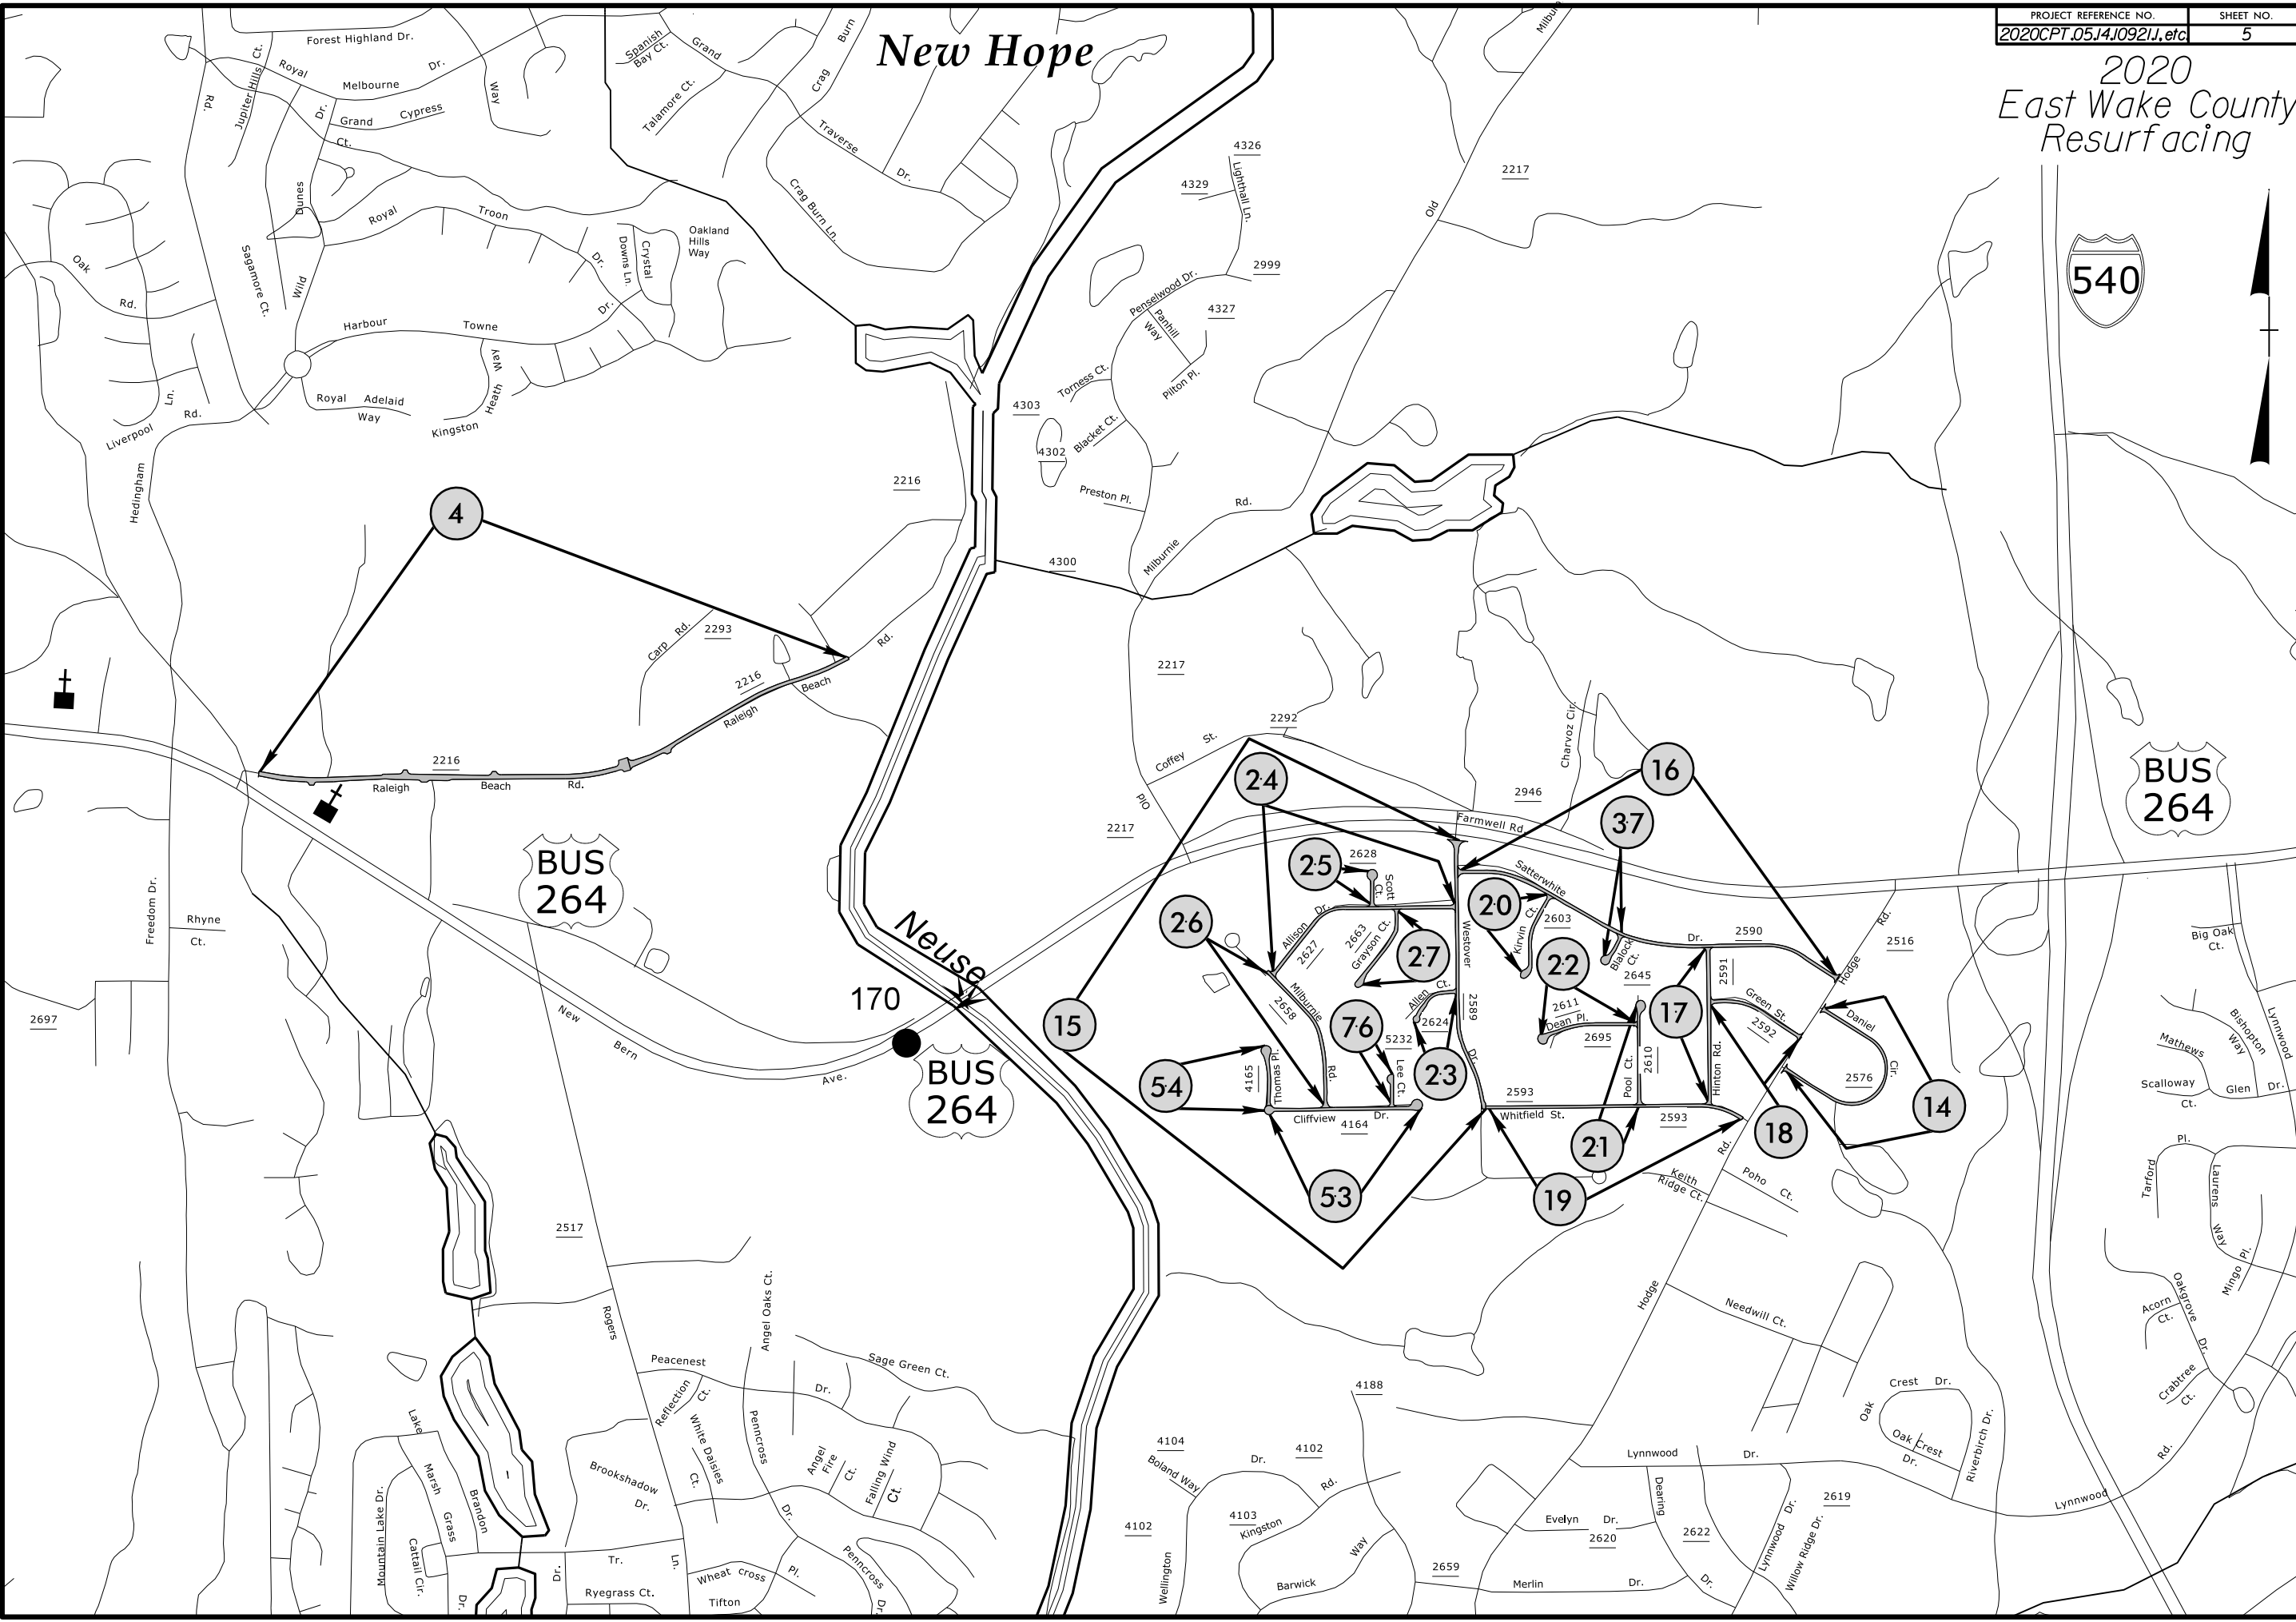 PROJECT REFERENCE NO.
SHEET NO.
2020CPT.05.14.10921.1, etc.
5
2020
East Wake County
Resurfacing
New Hope
Forest Highland Dr.
Jupiter Hills Ct.
Royal
Melbourne
Dr.
Way
Rd.
Dr.
Grand
Cypress
Ct.
Spanish
Bay Ct.
Grand
Talamore Ct.
Crag
Burn
Traverse
Dr.
Crag Burn Ln.
Milburn
4326
4329
Lighthall Ln.
2217
Old
2999
Penselwood Dr.
Panhill
Way
4327
Pilton Pl.
Torness Ct.
Blacket Ct.
4303
4302
Preston Pl.
Rd.
Milburnie
4300
540
Dunes
Royal
Troon
Dr.
Oakland
Hills
Way
Downs Ln.
Crystal
Dr.
Sagamore Ct.
Wild
Oak
Rd.
Harbour
Towne
Royal
Adelaid
Way
Heath
Way
Kingston
Ln.
Rd.
Liverpool
Hedingham
2216
4
Carp
Rd.
2293
2216
Beach
Rd.
Raleigh
2216
Raleigh
Beach
Rd.
2217
2292
Coffey
St.
Old
2217
Charvoz Cir.
2946
Farmwell Rd.
BUS
264
BUS
264
BUS
264
Freedom Dr.
Rhyne
Ct.
2697
New
Bern
Ave.
170
Neuse
24
16
37
25
2628
Scott
Ct.
Satterwhite
20
2603
Kirvin Ct.
26
Allison
Dr.
2627
2663
Grayson Ct.
27
Westover
2589
Dr.
22
Blalock
Ct.
2645
Dr.
2590
2591
Hodge
Rd.
2516
Milburnie
2658
Rd.
Allen
Ct.
2624
76
5232
Lee Ct.
23
2611
Dean Pl.
2695
17
Green St.
2592
Daniel
Cir.
2576
15
54
4165
Thomas Pl.
Cliffview
Dr.
4164
Pool Ct.
2610
Hinton Rd.
2593
Whitfield St.
2593
21
18
14
53
19
Rd.
Keith
Ridge Ct.
Poho
Ct.
Big Oak
Ct.
Lynnwood
Bishopton
Way
Mathews
Scalloway
Ct.
Glen
Dr.
Pl.
Tarford
Laurens
Way
Mingo Pl.
Oakgrove
Dr.
Acorn
Ct.
Crabtree
Ct.
2517
Rogers
Angel Oaks Ct.
Peacenest
Dr.
Sage Green Ct.
Reflection
Ct.
White Daisies
Ct.
Penncross
Dr.
Angel
Fire
Ct.
Falling Wind
Ct.
Brookshadow
Dr.
Lake
Marsh
Grass
Brandon
Mountain Lake Dr.
Cattail Cir.
Dr.
Dr.
Tr.
Ln.
Ryegrass Ct.
Wheat cross
Pl.
Tifton
Penncross
Dr.
Hodge
Needwill Ct.
4188
4104
Boland Way
Dr.
4102
Rd.
4103
Kingston
4102
Wellington
Way
Barwick
2659
Merlin
Dr.
Evelyn
Dr.
2620
2622
Dearing
Dr.
Lynnwood
Dr.
Lynnwood
Dr.
Willow Ridge Dr.
2619
Oak
Crest
Dr.
Oak Crest
Dr.
Riverbirch Dr.
Lynnwood
Rd.